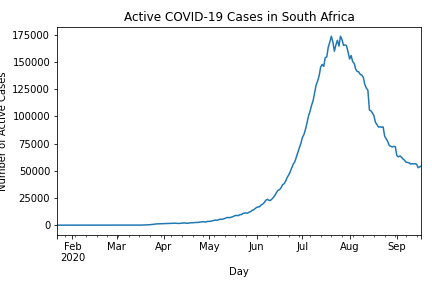 Active COVID-19 Cases in South Africa
Number of Active Cases
175000
150000
125000
100000
75000
50000
25000
0
Feb Mar Apr May Jun Jul Aug Sep
2020
Day